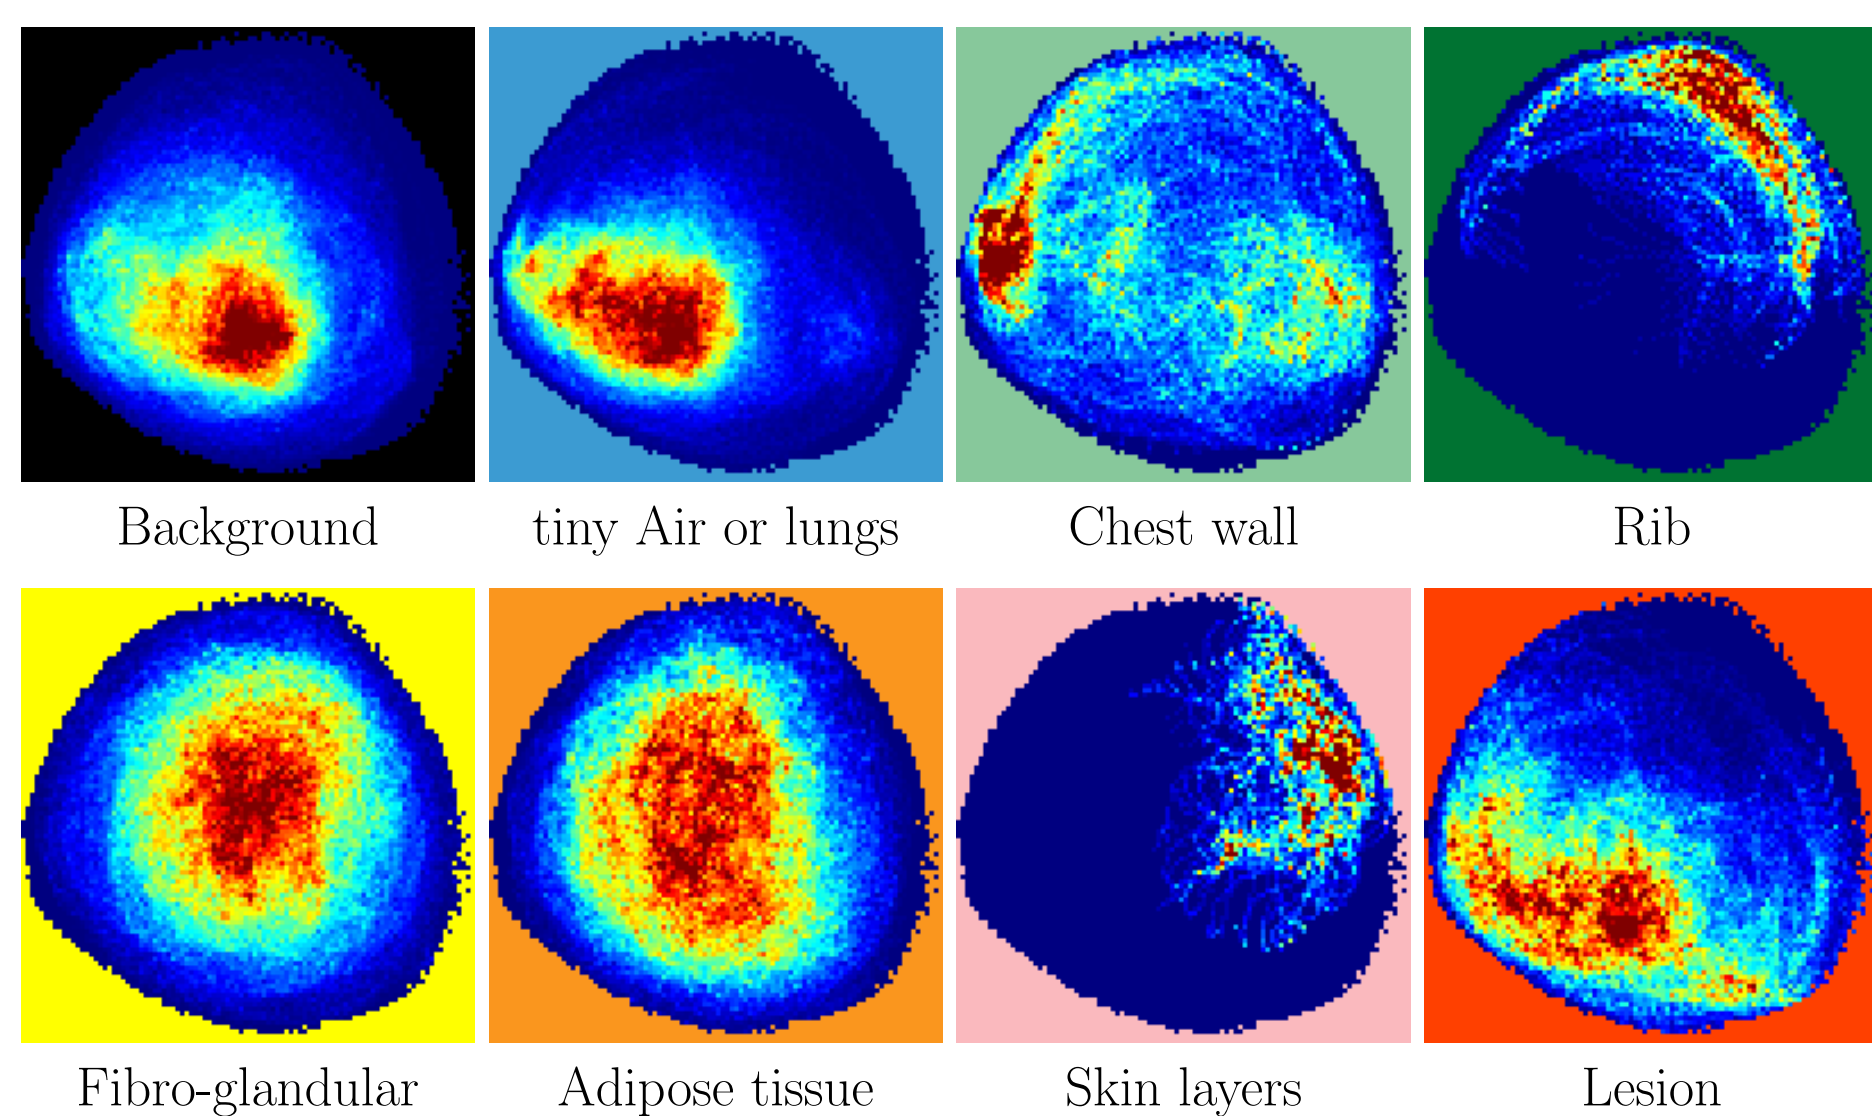 Background
tiny Air or lungs
Chest wall
Rib
Fibro-glandular
Adipose tissue
Skin layers
Lesion